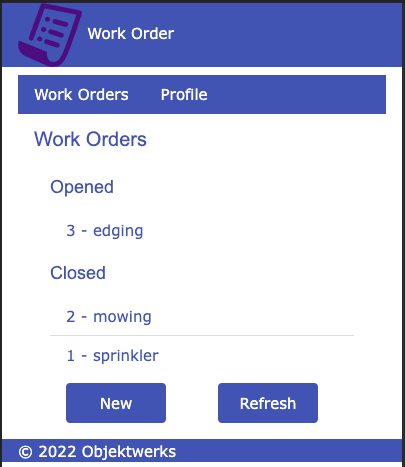 Work Order
Work Orders Profile
Work Orders
Opened
3 - edging
Closed
2 - mowing
1 - sprinkler
New Refresh
© 2022 Objektwerks